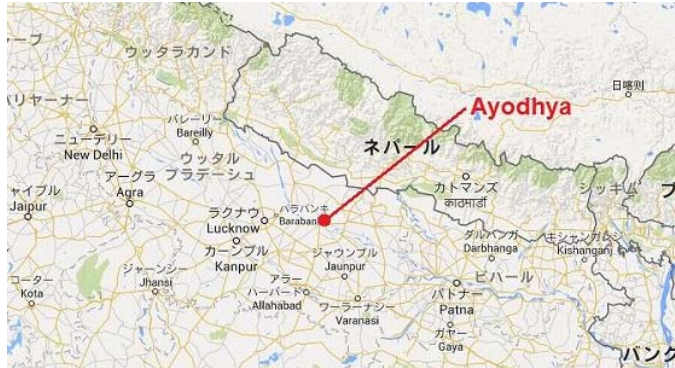 ャープ
ウッタラカンド
Ayodhya
日喀则
リヤーナー
バレーリー
Bareilly
ニューデリー
New Delhi
ネパール
ウッタル
プラデーシュ
アーグラ
Agra
カトマンズ
काठमाडौं
シッキム
ブ
ャイプル
Jaipur
ラクナウ
Lucknow
バラバンキ
Baraban
カーンプル
Kanpur
ダルバンガ
Darbhanga
キシャンガムジ
Kishanganj
ジャウンプル
Jaunpur
コーター
Kota
ジャーンシー
Jhansi
アラー
ハーバード
Allahabad
ワーラーナシー
Varanasi
ビハール
パトナー
Patna
ガヤー
Gaya
バング